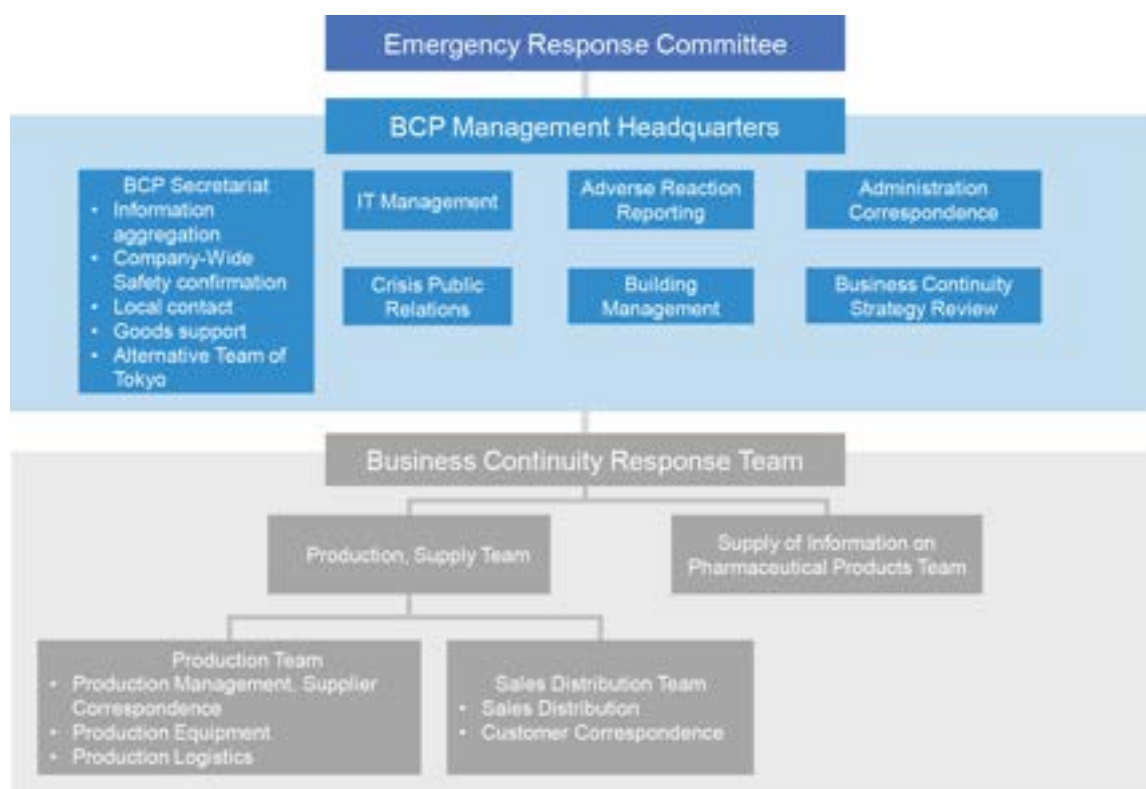 Emergency Response Committee
BCP Management Headquarters
BCP Secretariat
• Information
aggregation
• Company-Wide
Safety confirmation
• Local contact
• Goods support
• Alternative Team of
Tokyo
IT Management
Adverse Reaction
Reporting
Administration
Correspondence
Crisis Public
Relations
Building
Management
Business Continuity
Strategy Review
Business Continuity Response Team
Production, Supply Team
Supply of Information on
Pharmaceutical Products Team
Production Team
• Production Management, Supplier
Correspondence
• Production Equipment
• Production Logistics
Sales Distribution Team
• Sales Distribution
• Customer Correspondence